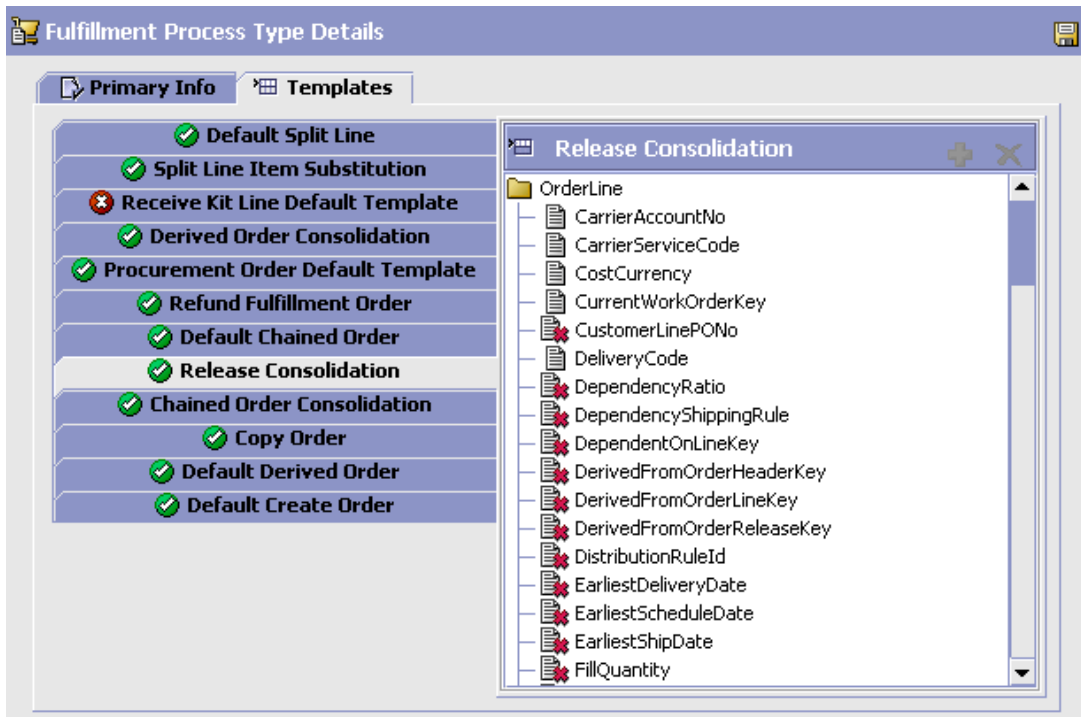 Fulfillment Process Type Details
Primary Info
Templates
Default Split Line
Split Line Item Substitution
Receive Kit Line Default Template
Derived Order Consolidation
Procurement Order Default Template
Refund Fulfillment Order
Default Chained Order
Release Consolidation
Chained Order Consolidation
Copy Order
Default Derived Order
Default Create Order
Release Consolidation
OrderLine
CarrierAccountNo
CarrierServiceCode
CostCurrency
CurrentWorkOrderKey
CustomerLinePONo
DeliveryCode
DependencyRatio
DependencyShippingRule
DependentOnLineKey
DerivedFromOrderHeaderKey
DerivedFromOrderLineKey
DerivedFromOrderReleaseKey
DistributionRuleId
EarliestDeliveryDate
EarliestScheduleDate
EarliestShipDate
FillQuantity